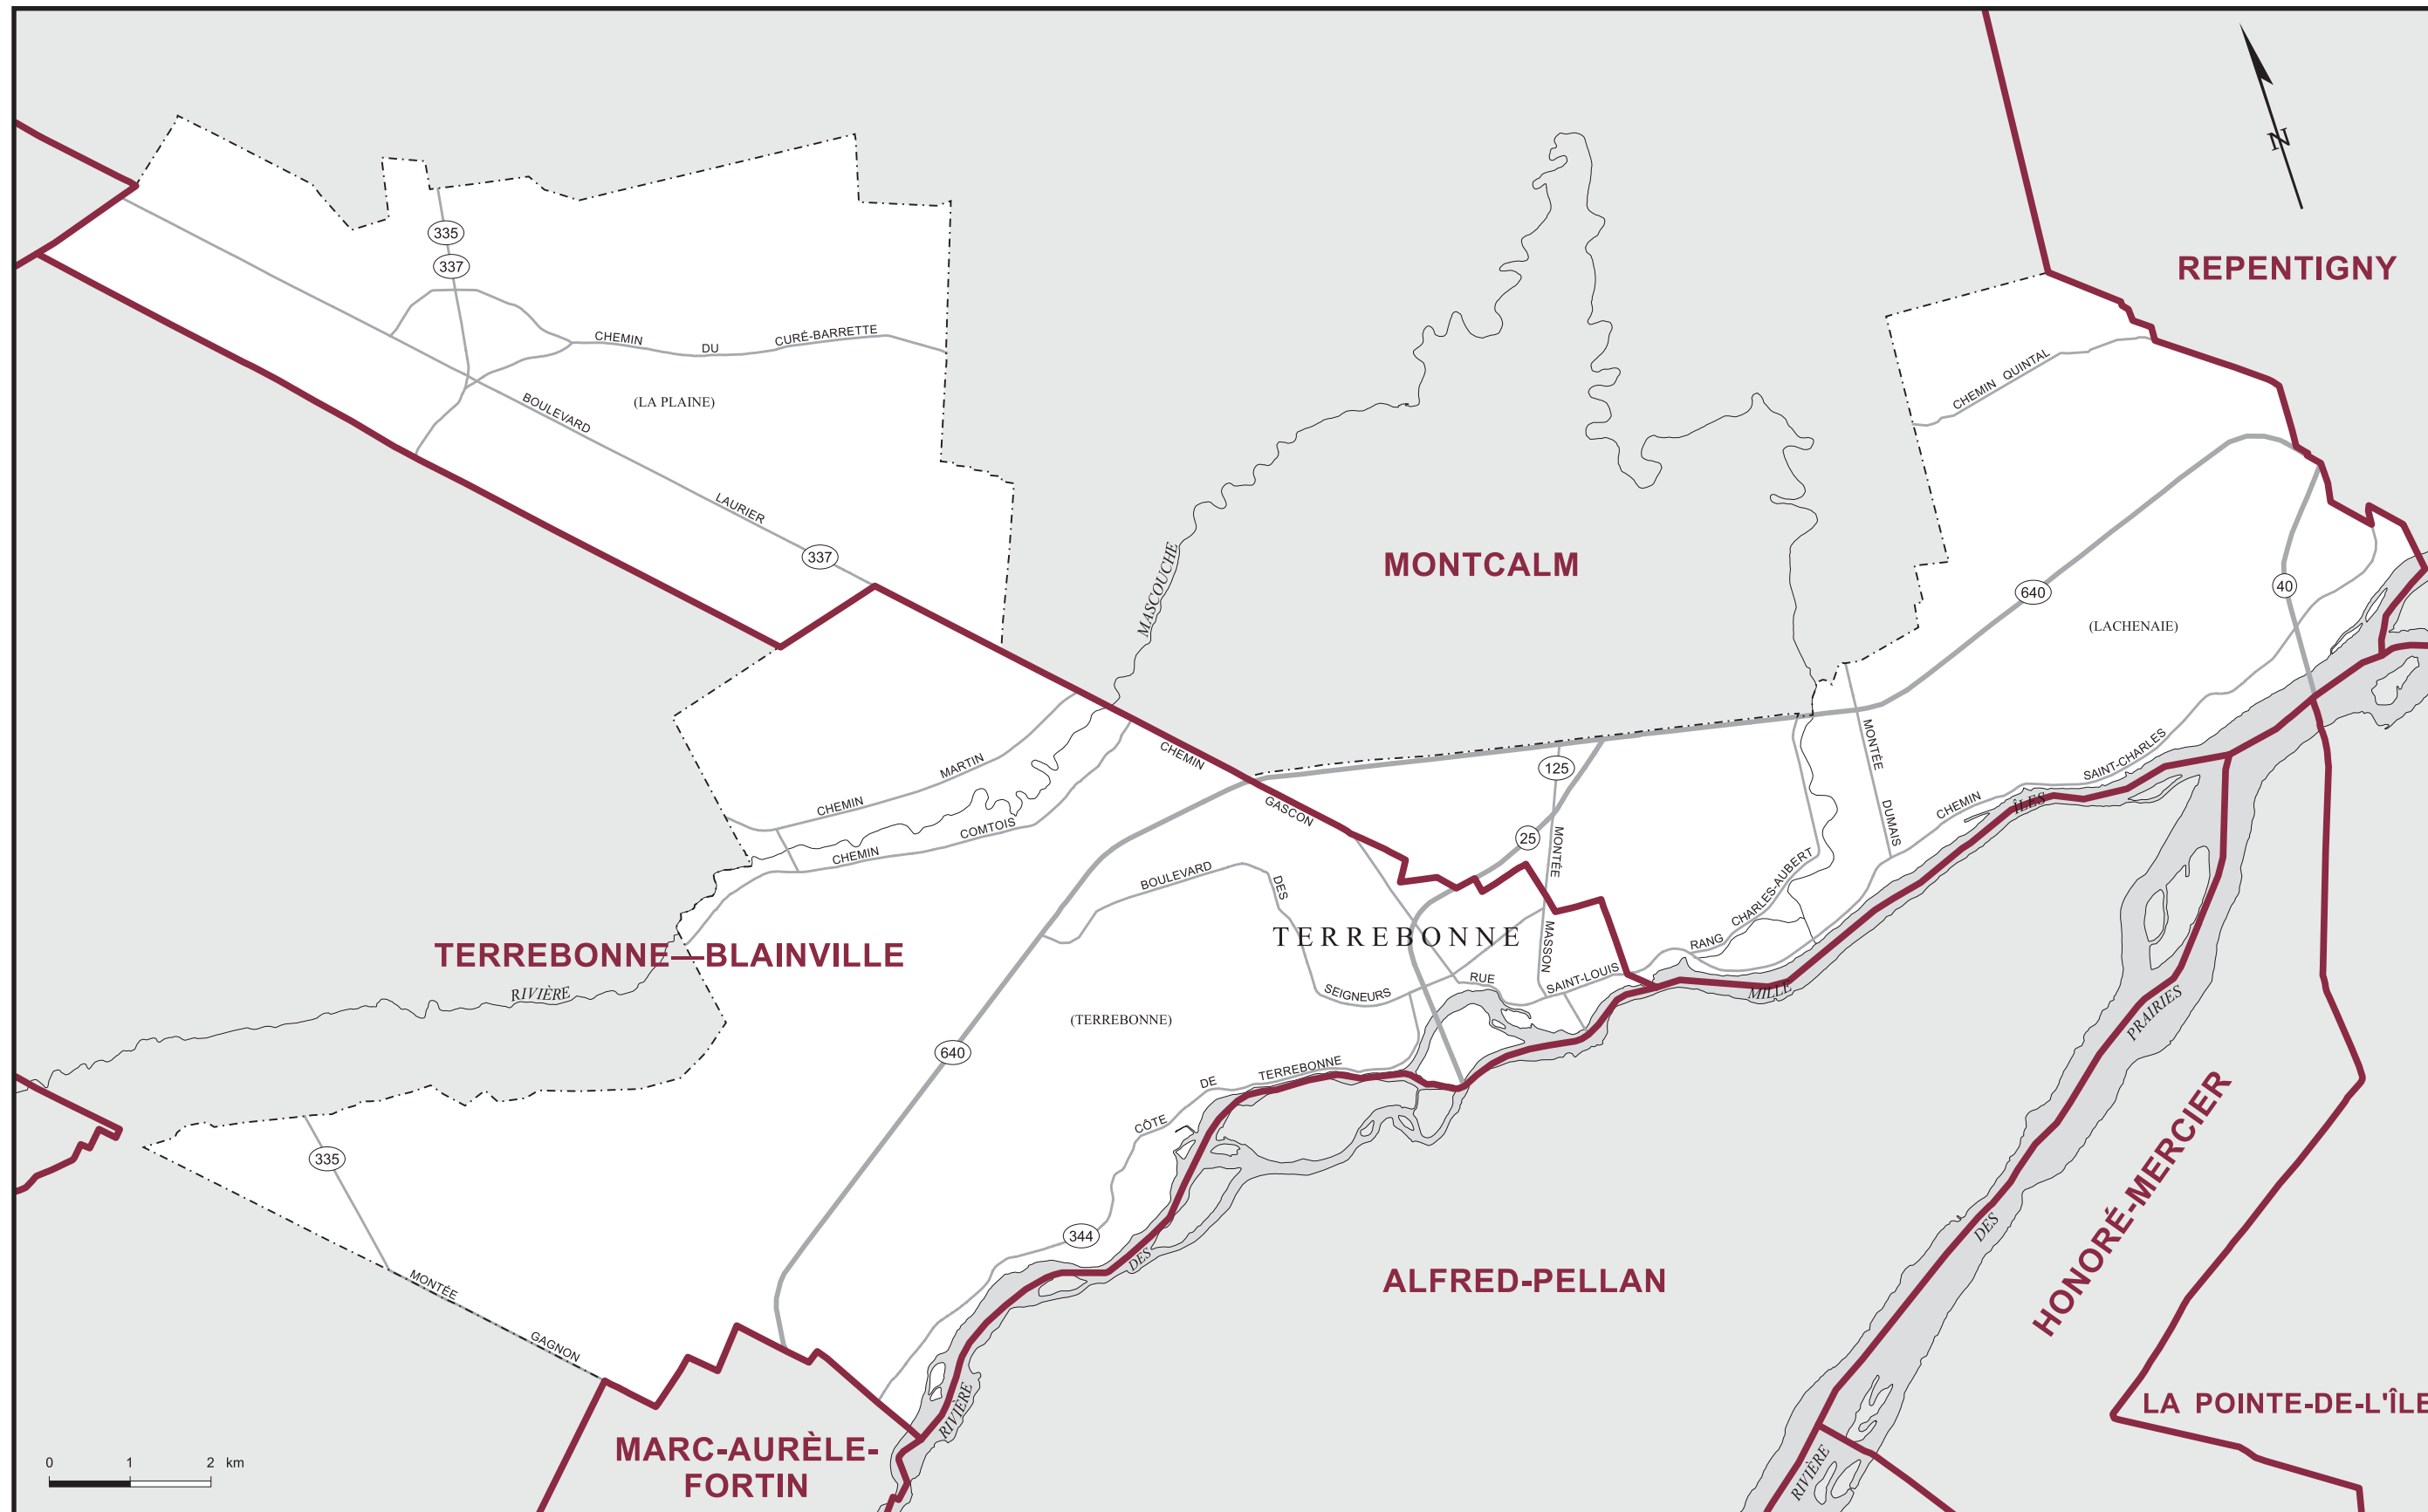 N
REPENTIGNY
335
337
CHEMIN DU CURÉ-BARRETTE
(LA PLAINE)
BOULEVARD LAURIER
337
CHEMIN QUINTAL
MONTCALM
MASCOUCHE
640
40
(LACHENAIE)
CHEMIN GASCON
CHEMIN MARTIN
CHEMIN COMTOIS
125
25
MONTÉE MASSON
MONTÉE DUMAIS
CHEMIN SAINT-CHARLES
ÎLES
BOULEVARD DES SEIGNEURS
CHARLES-AUBERT
RANG
TERREBONNE
RUE SAINT-LOUIS
TERREBONNE—BLAINVILLE
RIVIÈRE
MILLE
PRAIRIES
(TERREBONNE)
640
CÔTE DE TERREBONNE
335
344
DES
DES
HONORÉ-MERCIER
ALFRED-PELLAN
MONTÉE GAGNON
RIVIÈRE
LA POINTE-DE-L'ÎLE
MARC-AURÈLE-
FORTIN
RIVIÈRE
0 1 2 km